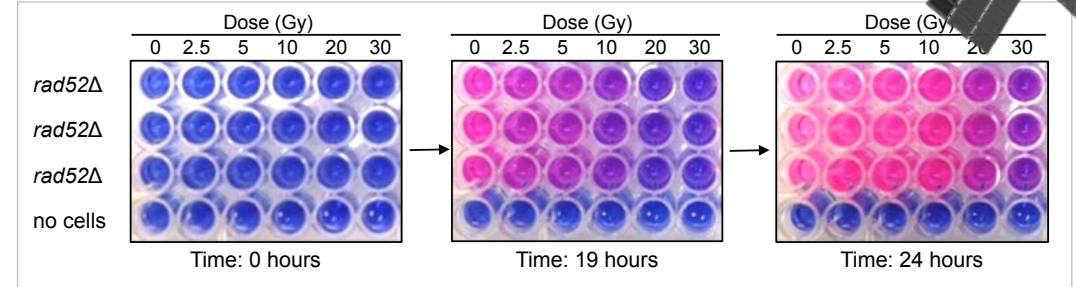 Dose (Gy) Dose (Gy) Dose (Gy)
0 2.5 5 10 20 30 0 2.5 5 10 20 30 0 2.5 5 10 20 30
rad52Δ
rad52Δ
rad52Δ
no cells
Time: 0 hours Time: 19 hours Time: 24 hours